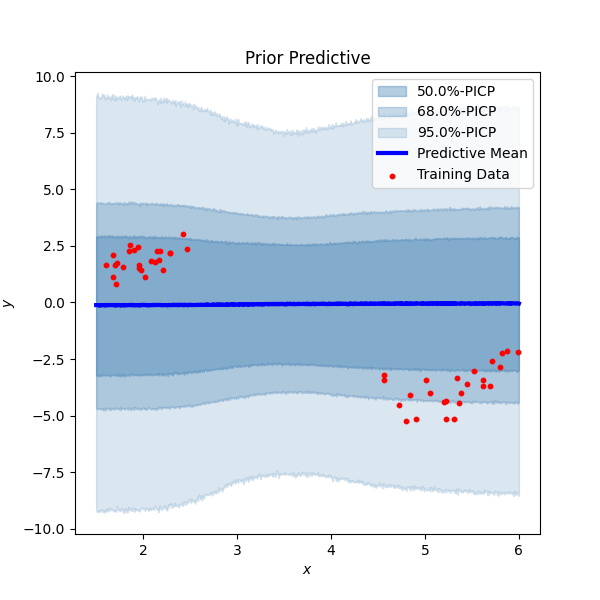 Prior Predictive
10.0
7.5
5.0
2.5
0.0
−2.5
−5.0
−7.5
−10.0
y
50.0%-PICP
68.0%-PICP
95.0%-PICP
Predictive Mean
Training Data
2 3 4 5 6
x